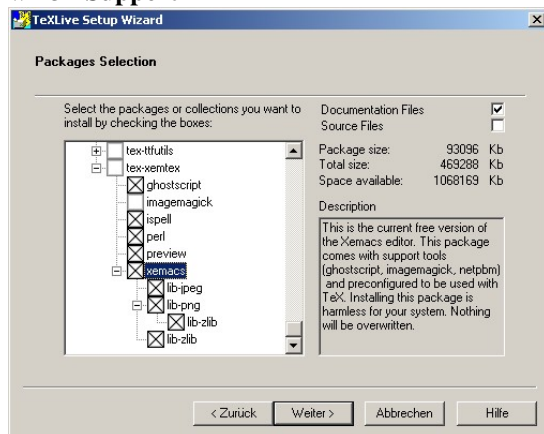 Support
TeXLive Setup Wizard
Packages Selection
Select the packages or collections you want to
install by checking the boxes:
tex-ttfutils
tex-xemtex
ghostscript
imagemagick
ispell
perl
preview
xemacs
lib-jpeg
lib-png
lib-zlib
lib-zlib
Documentation Files
Source Files
Package size: 93096 Kb
Total size: 469288 Kb
Space available: 1068169 Kb
Description
This is the current free version of
the Xemacs editor. This package
comes with support tools
(ghostscript, imagemagick, netpbm)
and preconfigured to be used with
TeX. Installing this package is
harmless for your system. Nothing
will be overwritten.
< Zurück Weiter > Abbrechen Hilfe